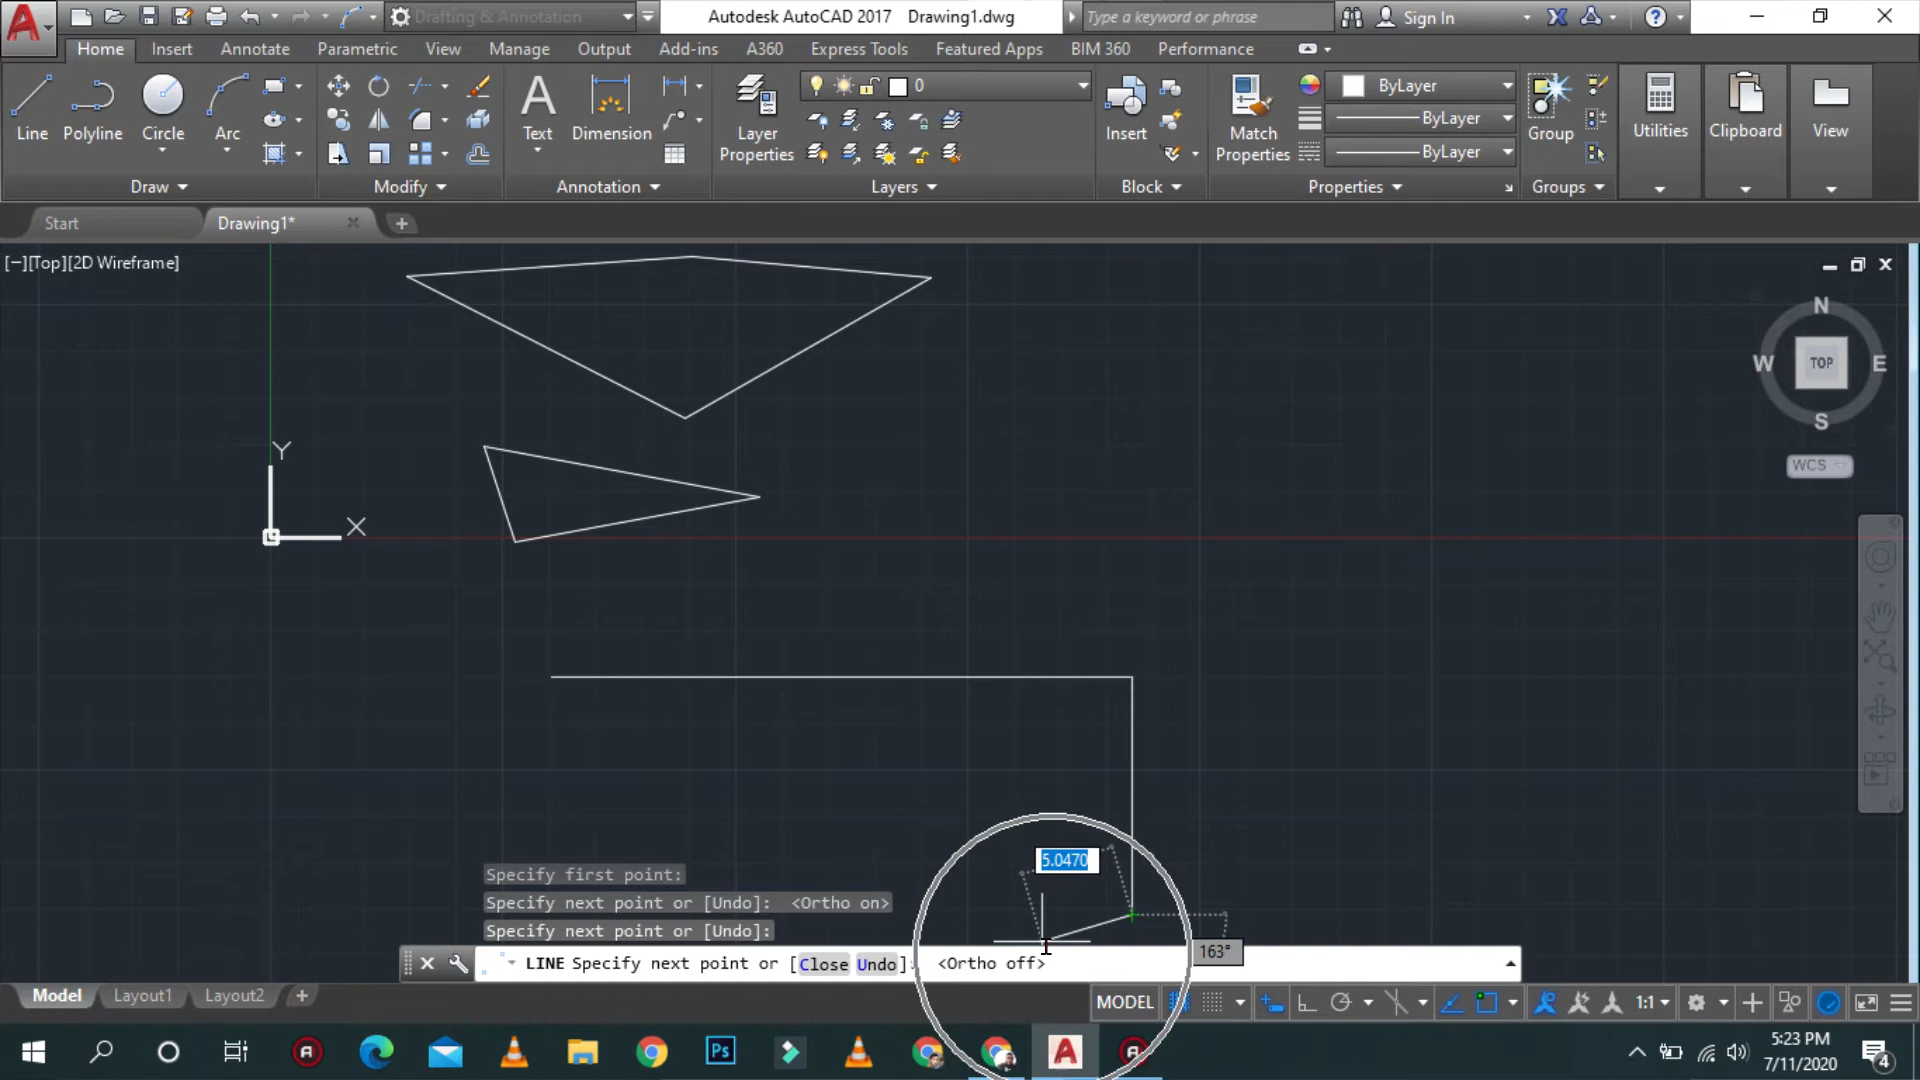 Drafting & Annotation
Autodesk AutoCAD 2017 Drawing1.dwg
Type a keyword or phrase
Sign In
Home Insert Annotate Parametric View Manage Output Add-ins A360 Express Tools Featured Apps BIM 360 Performance
Line Polyline Circle Arc
Text Dimension
Layer Properties
0
Insert
Match Properties
ByLayer
ByLayer
ByLayer
Group
Utilities Clipboard View
Draw Modify Annotation Layers Block Properties Groups
Start Drawing1*
[−][Top][2D Wireframe]
N
W TOP E
S
WCS
Y
X
5.0470
163°
Specify first point:
Specify next point or [Undo]: <Ortho on>
Specify next point or [Undo]:
LINE Specify next point or [Close Undo]: <Ortho off>
Model Layout1 Layout2
MODEL
1:1
Ps
5:23 PM
7/11/2020
4